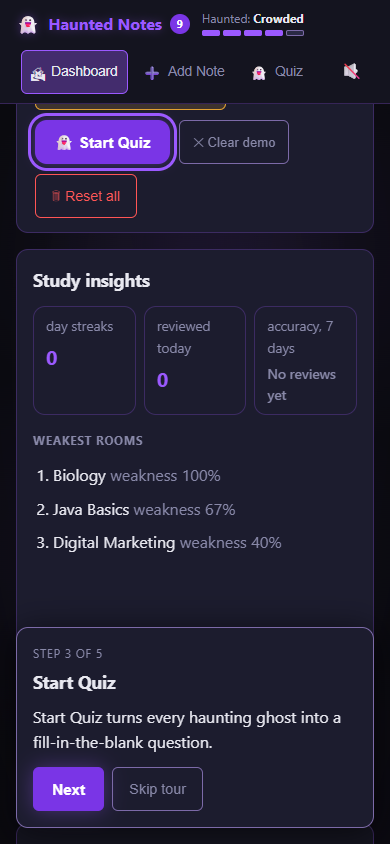 Haunted Notes 9
Haunted: Crowded
Dashboard
Add Note
Quiz
Start Quiz
Clear demo
Reset all
Study insights
day streaks
0
reviewed
today
0
accuracy, 7
days
No reviews
yet
WEAKEST ROOMS
1. Biology weakness 100%
2. Java Basics weakness 67%
3. Digital Marketing weakness 40%
STEP 3 OF 5
Start Quiz
Start Quiz turns every haunting ghost into a
fill-in-the-blank question.
Next
Skip tour